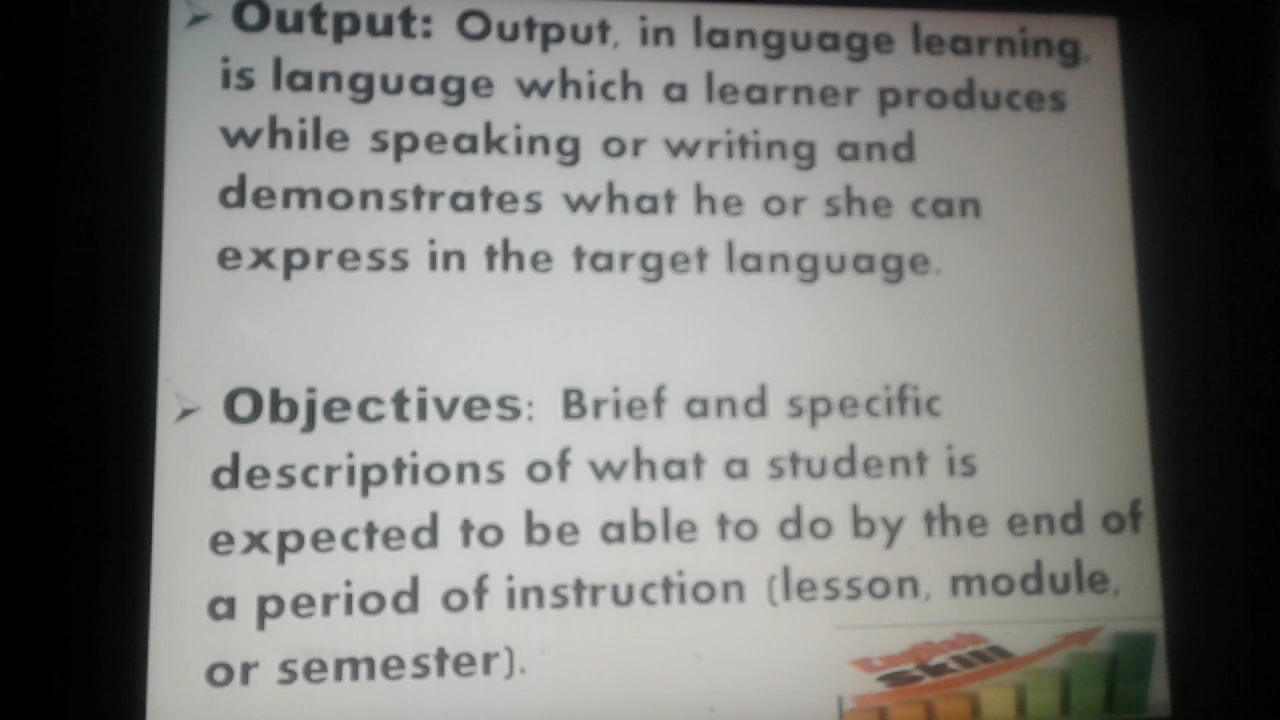 ➢ Output: Output, in language learning,
is language which a learner produces
while speaking or writing and
demonstrates what he or she can
express in the target language.
➢ Objectives: Brief and specific
descriptions of what a student is
expected to be able to do by the end of
a period of instruction (lesson, module,
or semester).
English
Skill